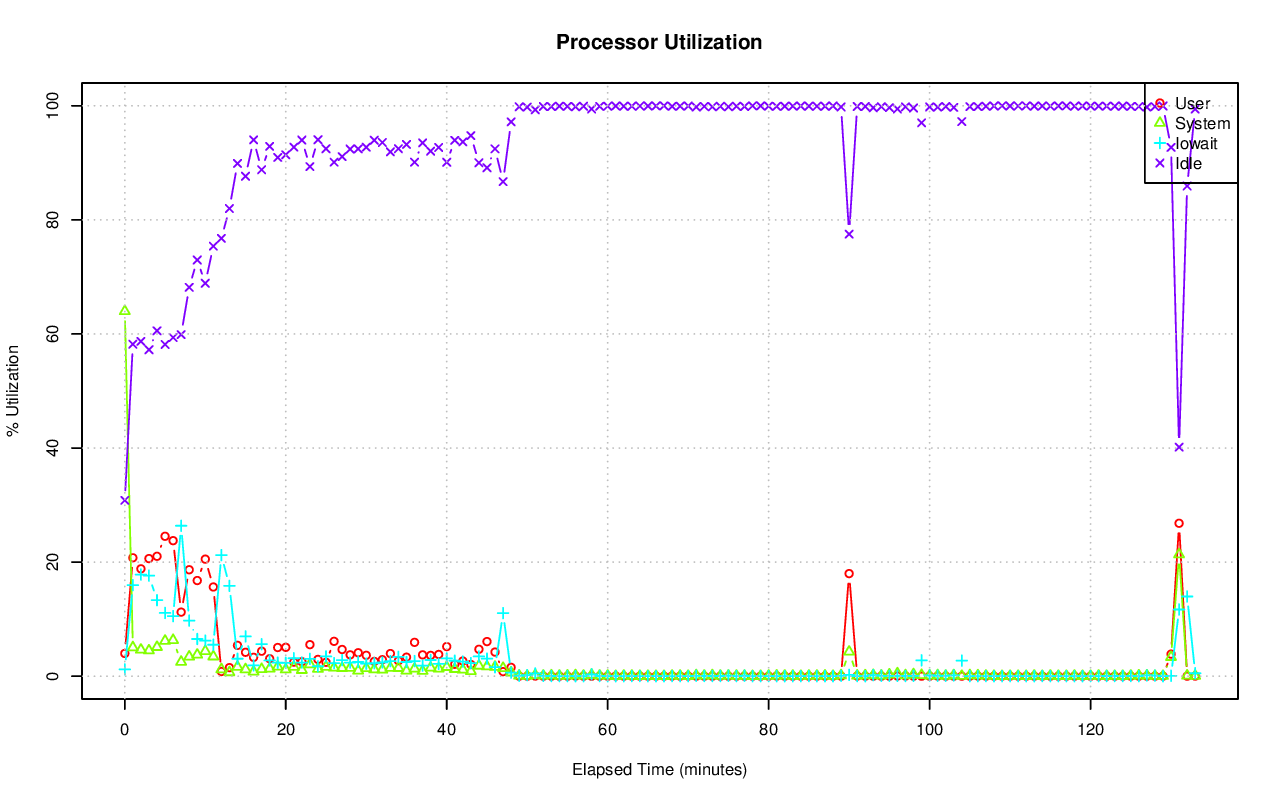 Processor Utilization
% Utilization
100
80
60
40
20
0
User
System
Iowait
Idle
0 20 40 60 80 100 120
Elapsed Time (minutes)